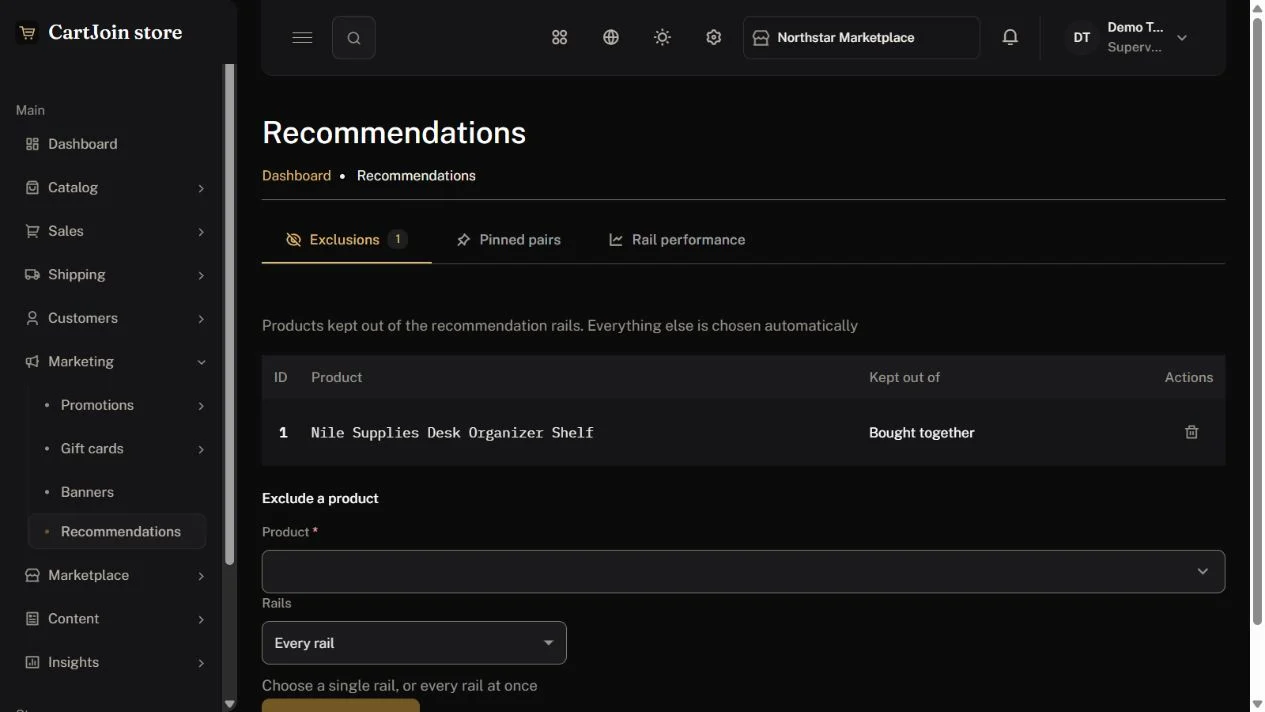 CartJoin store
Northstar Marketplace
DT
Demo T...
Superv...
Main
Dashboard
Catalog
Sales
Shipping
Customers
Marketing
Promotions
Gift cards
Banners
Recommendations
Marketplace
Content
Insights
Recommendations
Dashboard • Recommendations
Exclusions 1
Pinned pairs
Rail performance
Products kept out of the recommendation rails. Everything else is chosen automatically
ID Product Kept out of Actions
1 Nile Supplies Desk Organizer Shelf Bought together
Exclude a product
Product *
Rails
Every rail
Choose a single rail, or every rail at once